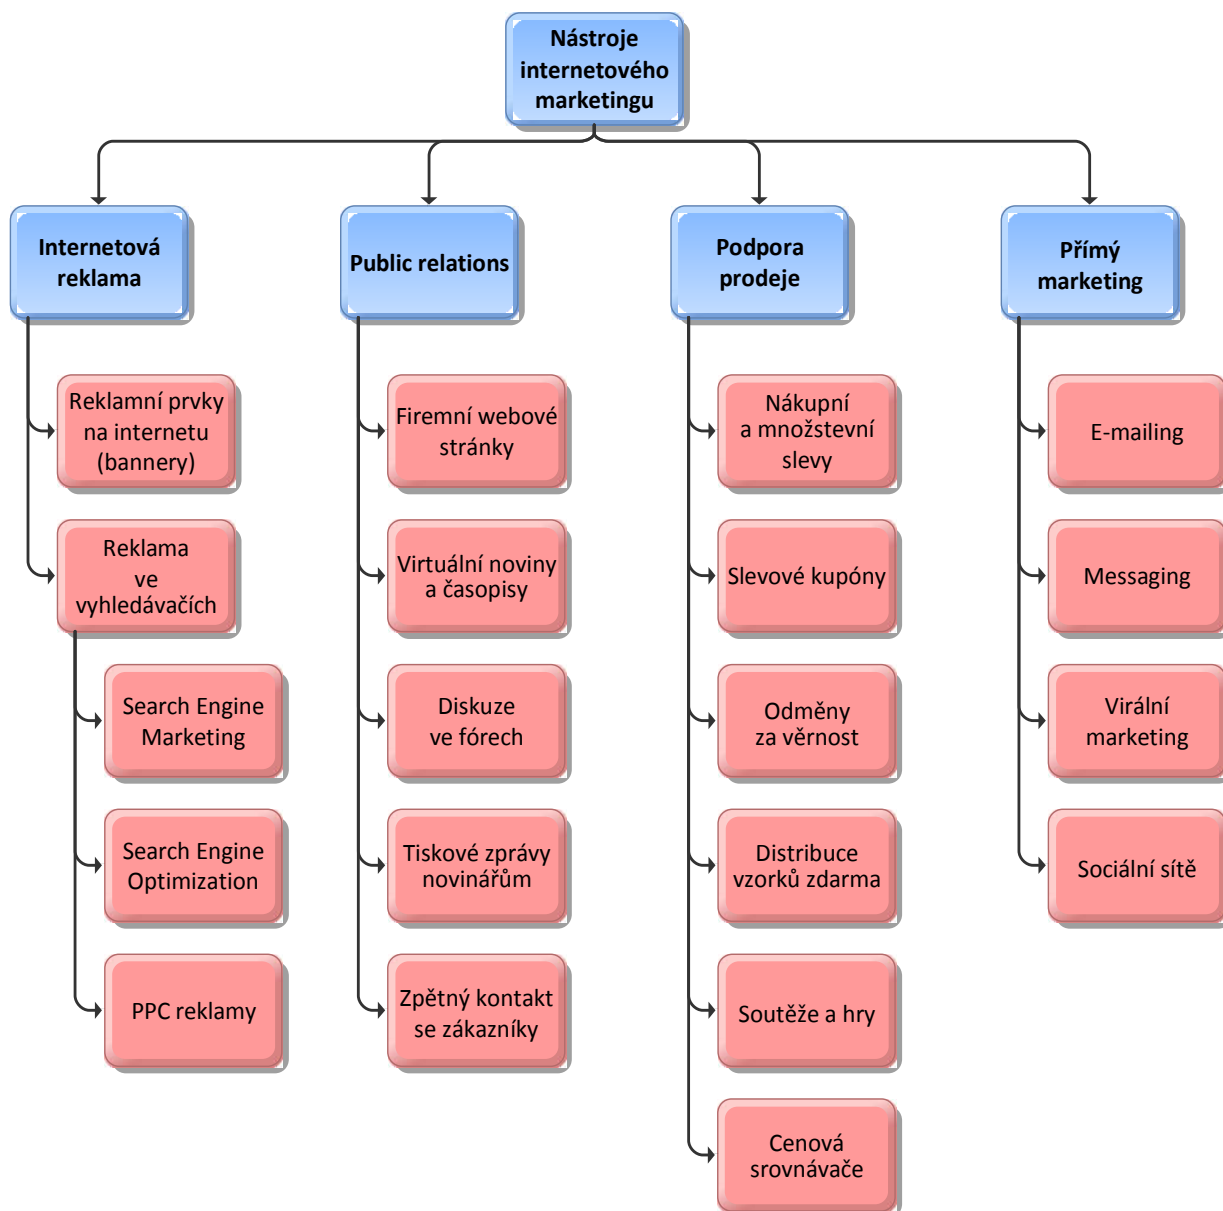 Nástroje
internetového
marketingu
Internetová
reklama
Public relations
Podpora
prodeje
Přímý
marketing
Reklamní prvky
na internetu
(bannery)
Reklama
ve
vyhledávačích
Search Engine
Marketing
Search Engine
Optimization
PPC reklamy
Firemní webové
stránky
Virtuální noviny
a časopisy
Diskuze
ve fórech
Tiskové zprávy
novinářům
Zpětný kontakt
se zákazníky
Nákupní
a množstevní
slevy
Slevové kupóny
Odměny
za věrnost
Distribuce
vzorků zdarma
Soutěže a hry
Cenová
srovnávače
E-mailing
Messaging
Virální
marketing
Sociální sítě